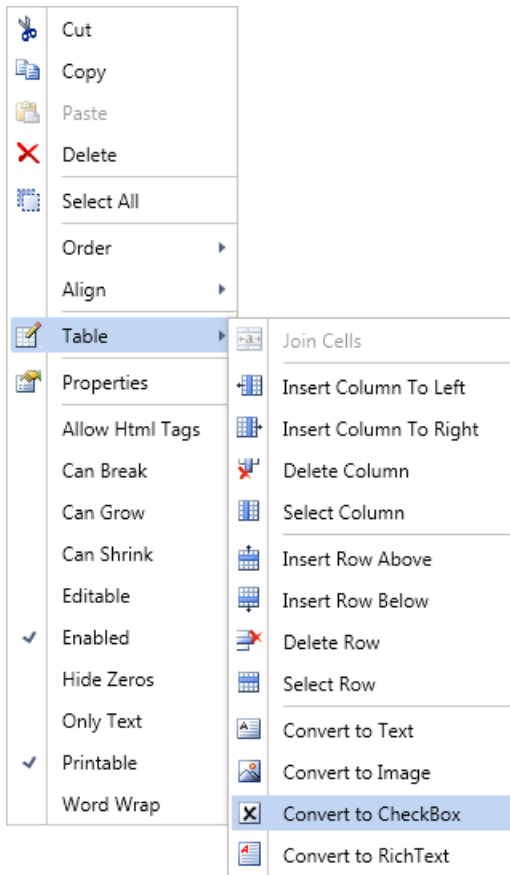 Cut
Copy
Paste
Delete
Select All
Order
Align
Table
Properties
Allow Html Tags
Can Break
Can Grow
Can Shrink
Editable
Enabled
Hide Zeros
Only Text
Printable
Word Wrap
Join Cells
Insert Column To Left
Insert Column To Right
Delete Column
Select Column
Insert Row Above
Insert Row Below
Delete Row
Select Row
Convert to Text
Convert to Image
Convert to CheckBox
Convert to RichText